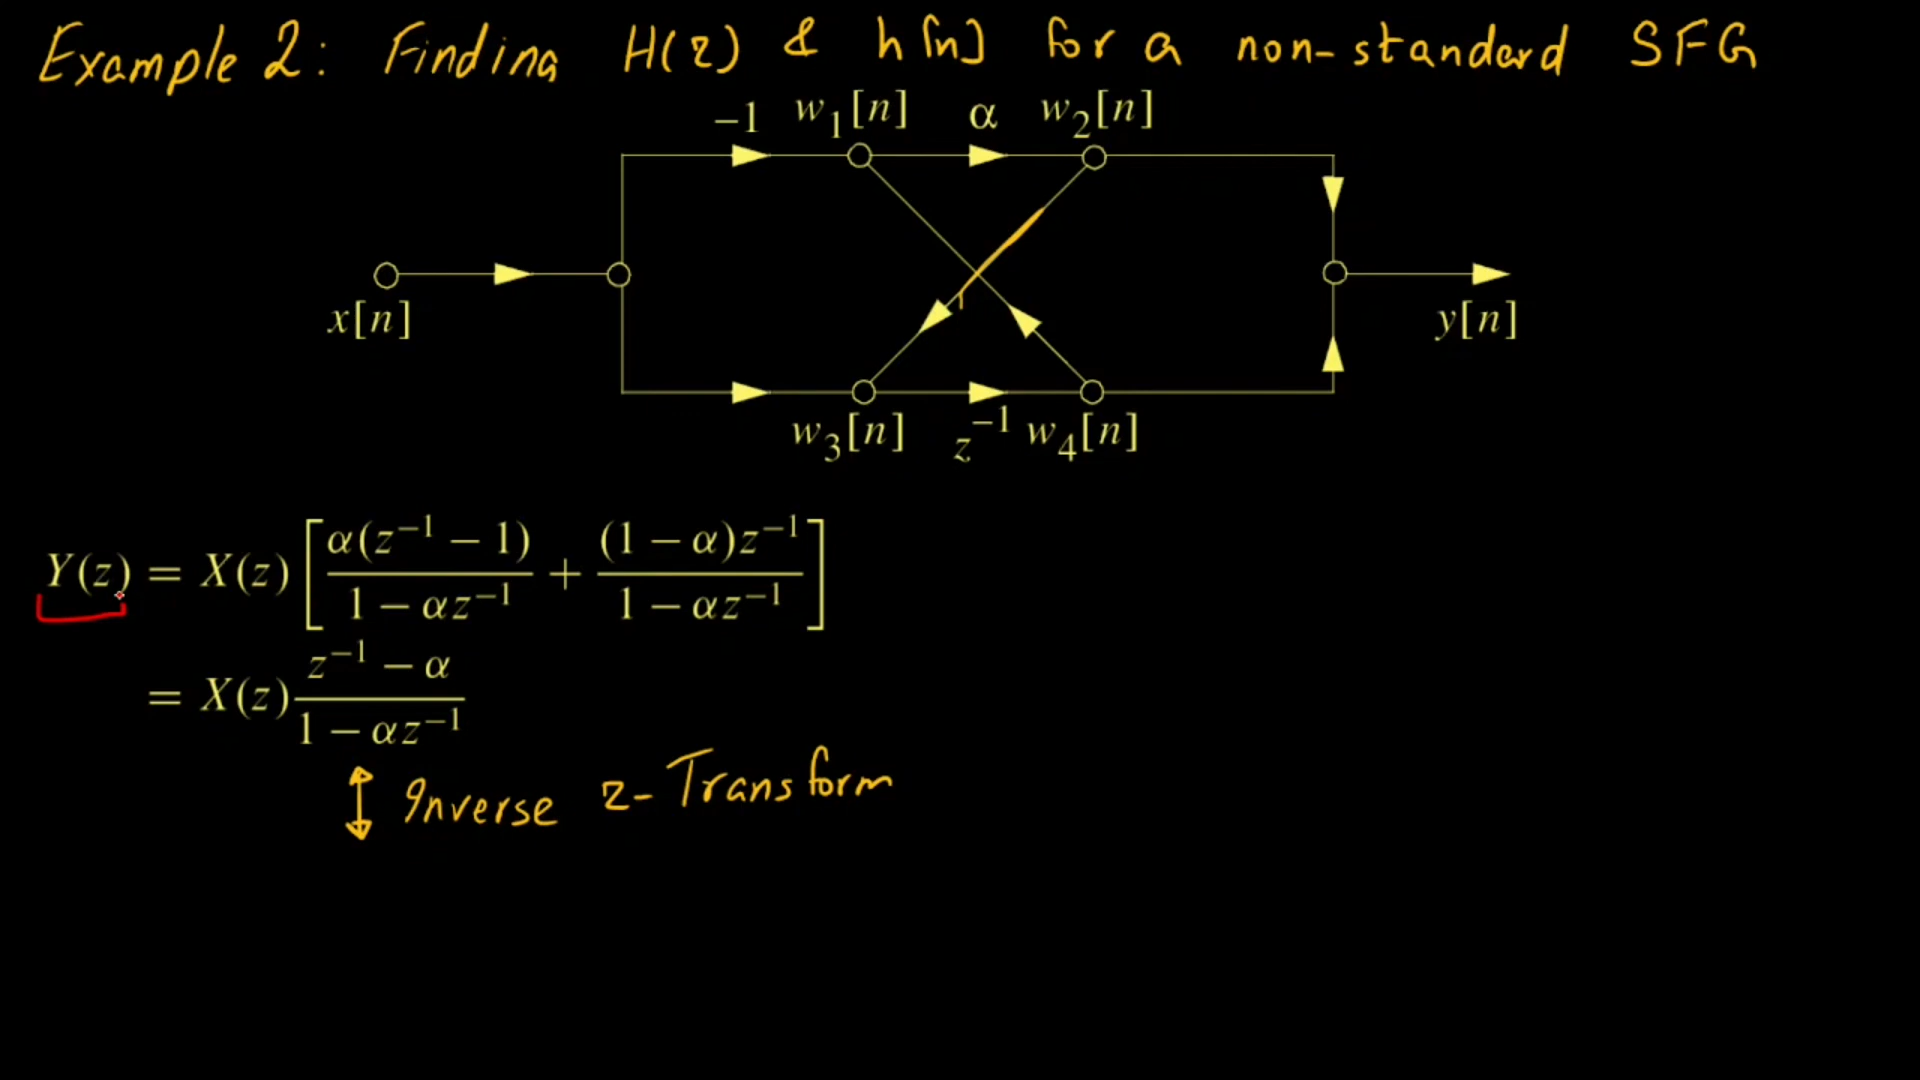 Example 2: Finding H(z) & h[n] for a non-standard SFG
−1 w₁[n] α w₂[n]
x[n] y[n]
w₃[n] z⁻¹ w₄[n]
Y(z) = X(z) [ α(z⁻¹ − 1) / (1 − αz⁻¹) + (1 − α)z⁻¹ / (1 − αz⁻¹) ]
= X(z) (z⁻¹ − α) / (1 − αz⁻¹)
↕ Inverse z-Transform